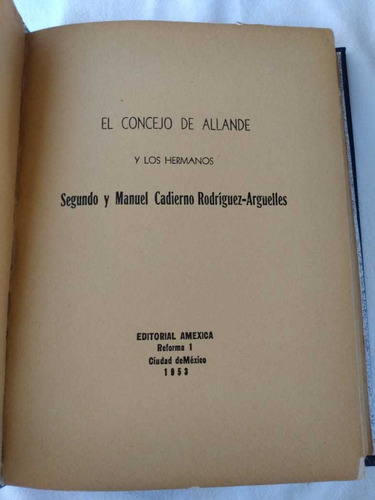 EL CONCEJO DE ALLANDE
Y LOS HERMANOS
Segundo y Manuel Cadierno Rodríguez-Arguelles
EDITORIAL AMEXICA
Reforma 1
Ciudad deMéxico
1953